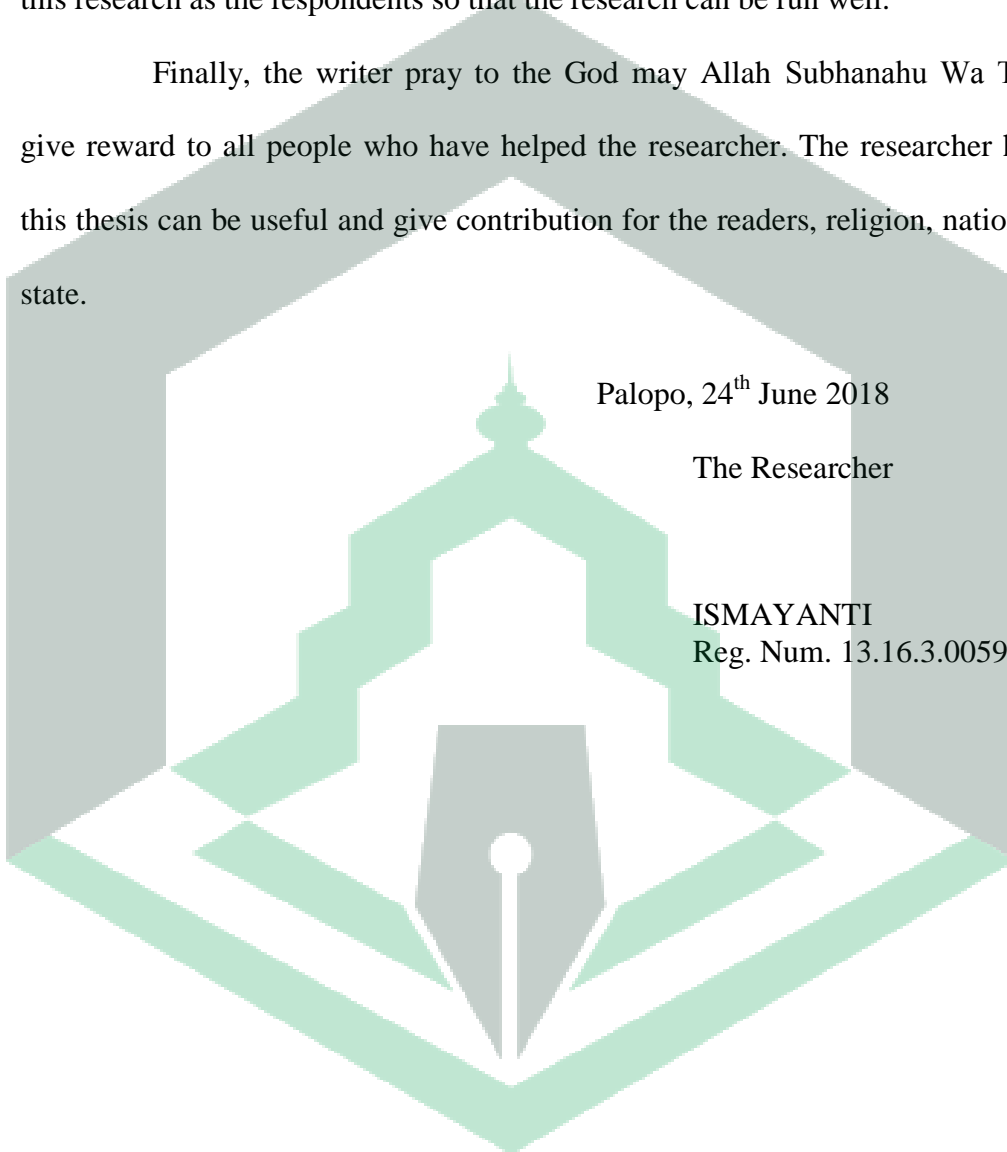 this research as the respondents so that the research can be run well.
Finally, the writer pray to the God may Allah Subhanahu Wa
give reward to all people who have helped the researcher. The researcher
this thesis can be useful and give contribution for the readers, religion,
state.
Palopo, 24th June 2018
The Researcher
ISMAYANTI
Reg. Num. 13.16.3.0059